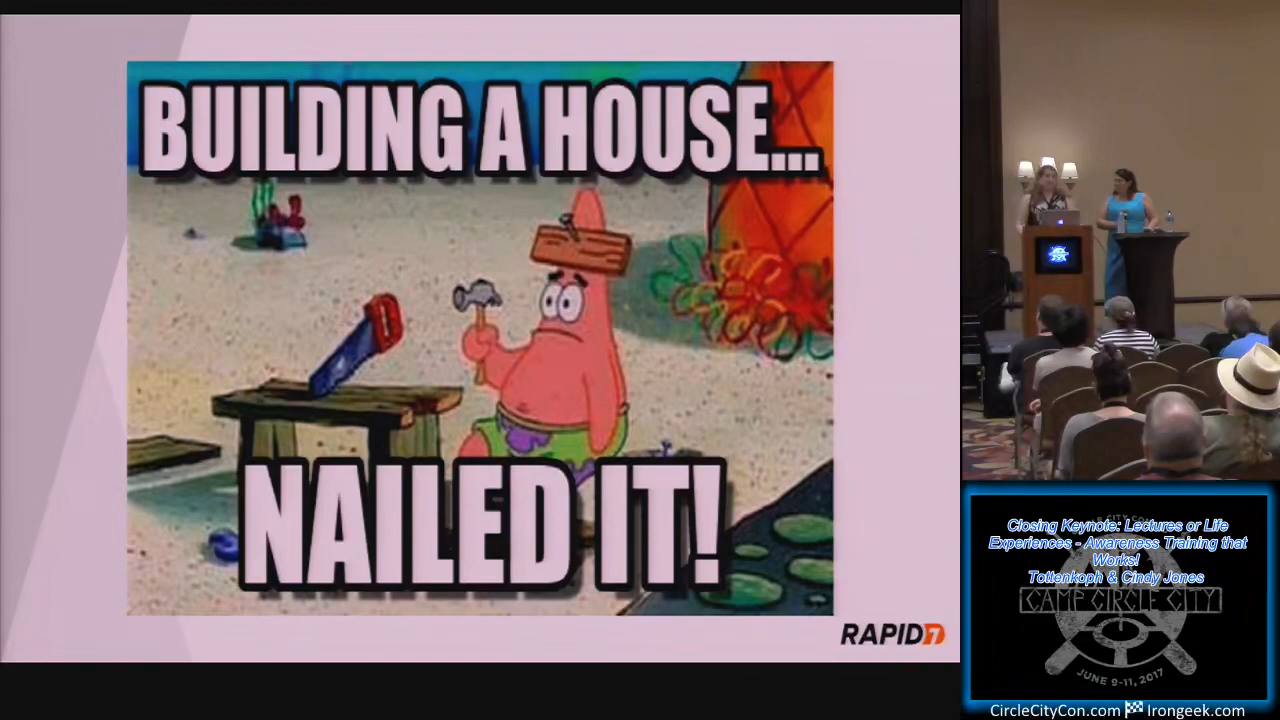 BUILDING A HOUSE...
NAILED IT!
RAPID7
Closing Keynote: Lectures or Life
Experiences - Awareness Training that
Works!
Tottenkoph & Cindy Jones
CAMP CIRCLE CITY
JUNE 9-11, 2017
CircleCityCon.com Irongeek.com